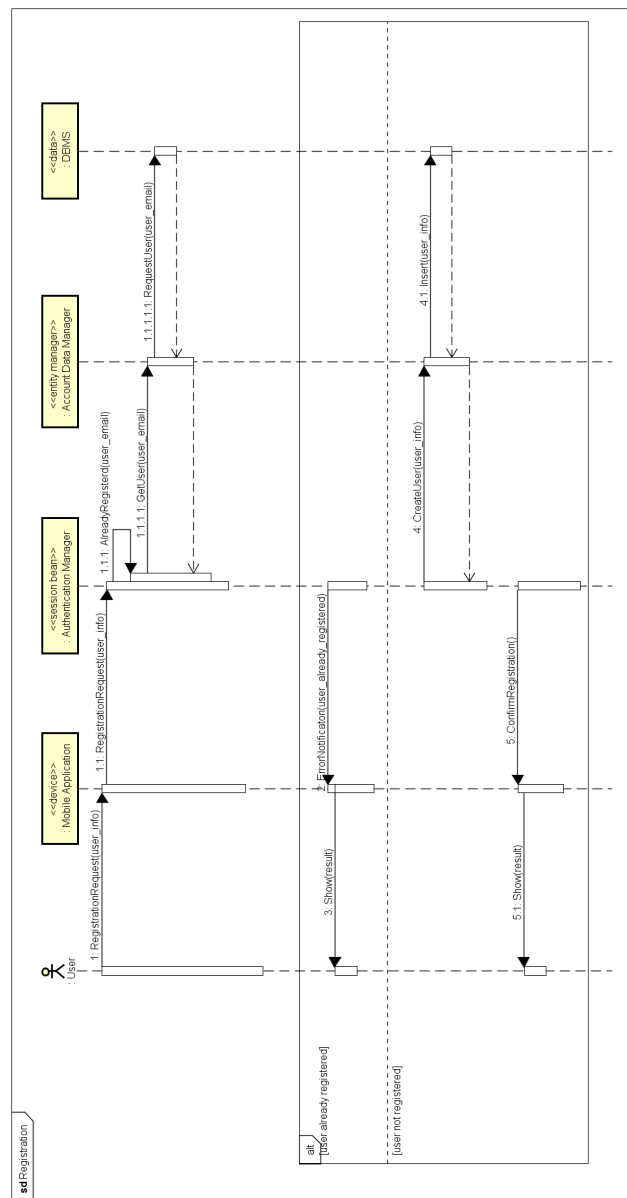 sd Registration
: User
<<device>>
: Mobile Application
<<session bean>>
: Authentication Manager
<<entity manager>>
: Account Data Manager
<<data>>
: DBMS
1: RegistrationRequest(user_info)
1.1: RegistrationRequest(user_info)
1.1.1: AlreadyRegisterd(user_email)
1.1.1.1: GetUser(user_email)
1.1.1.1.1: RequestUser(user_email)
alt
[user already registered]
2: ErrorNotificaton(user_already_registered)
3: Show(result)
[user not registered]
4: CreateUser(user_info)
4.1: Insert(user_info)
5: ConfirmRegistration()
5.1: Show(result)